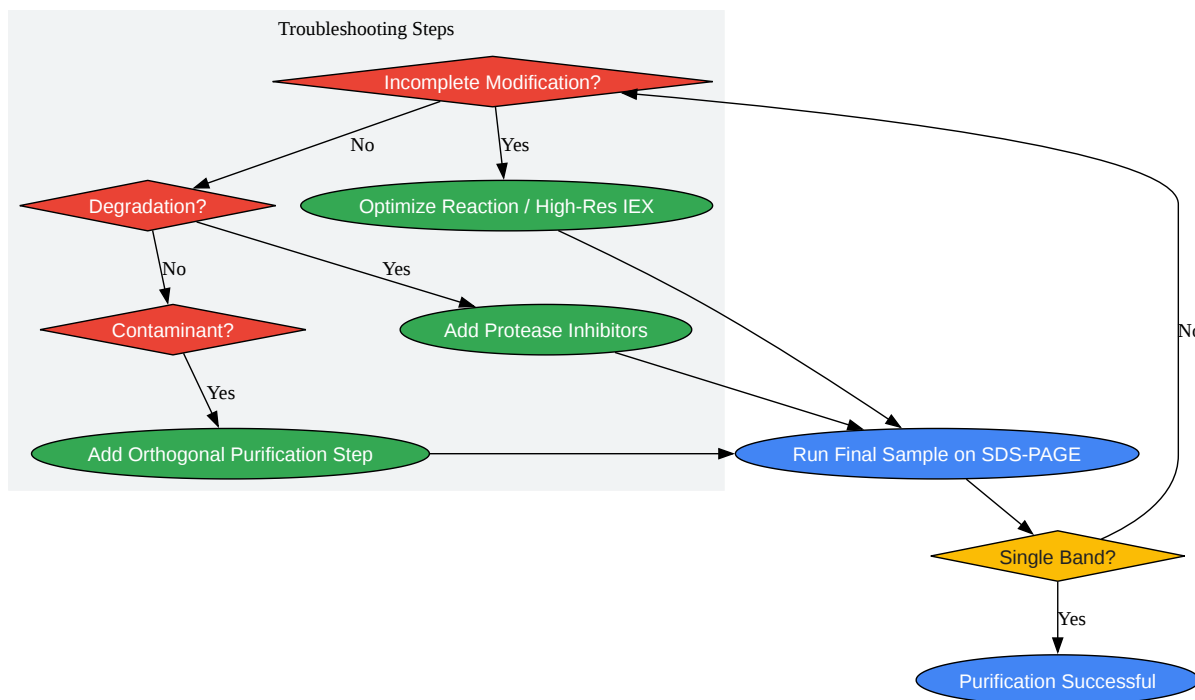 Troubleshooting Steps
Incomplete Modification?
No
Yes
Degradation?
Optimize Reaction / High-Res IEX
No
Yes
Contaminant?
Add Protease Inhibitors
No
Yes
Add Orthogonal Purification Step
Run Final Sample on SDS-PAGE
Single Band?
Yes
Purification Successful